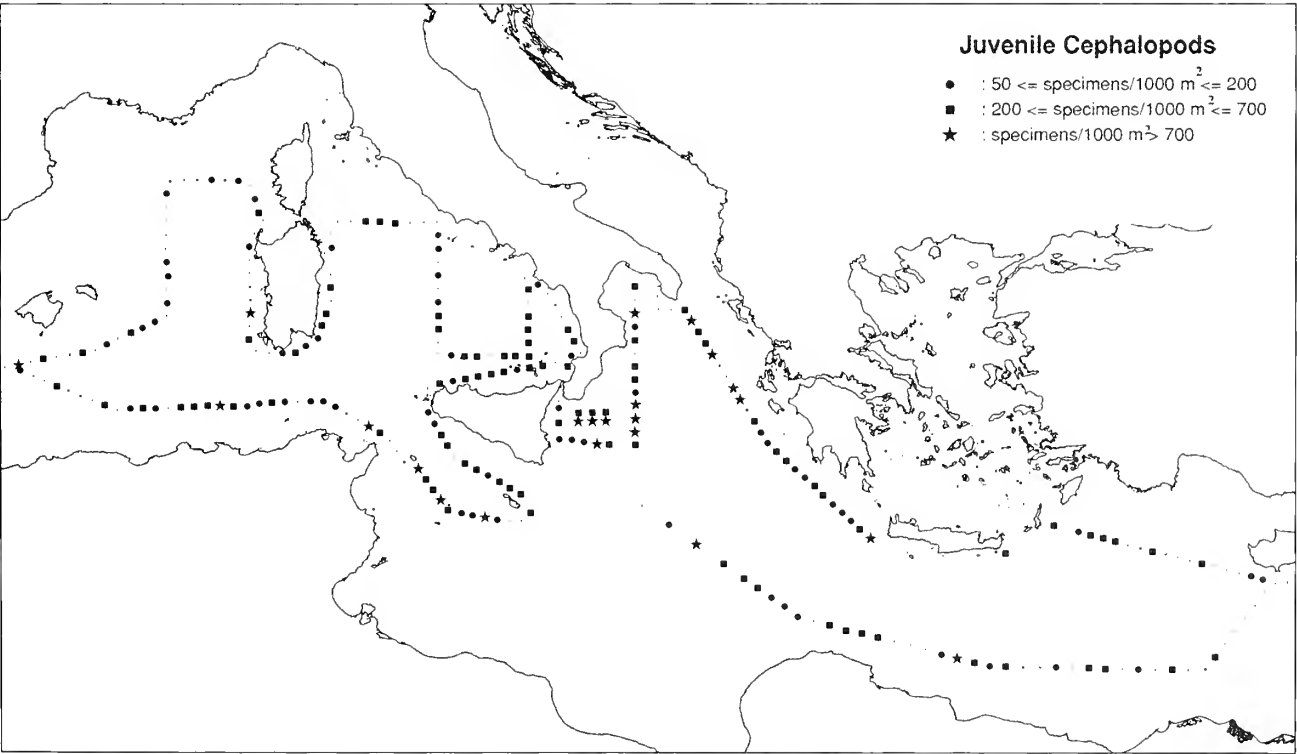 Juvenile Cephalopods
● : 50 <= specimens/1000 m²<= 200
■ : 200 <= specimens/1000 m²<= 700
★ : specimens/1000 m²> 700